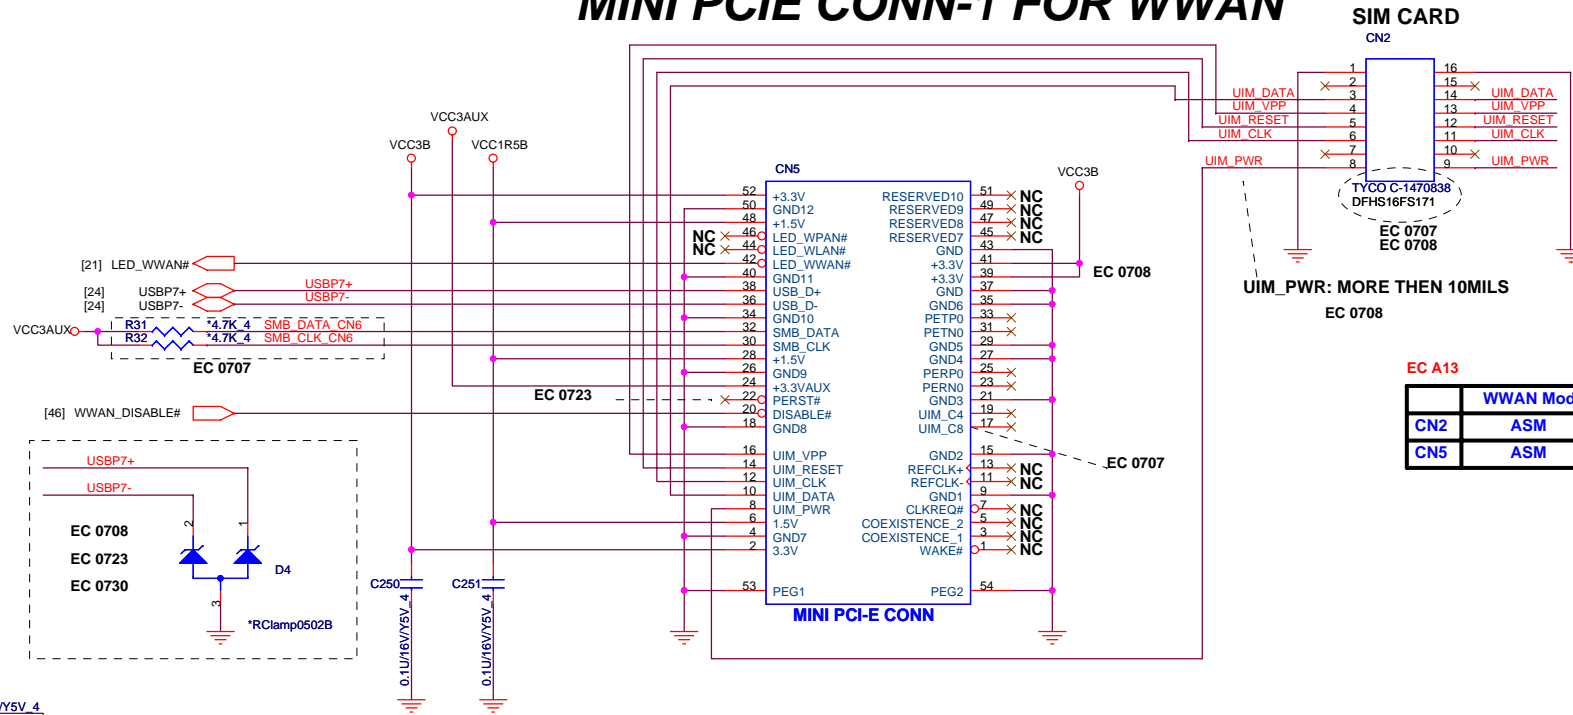 MINI PCIE CONN-1 FOR WWAN
SIM CARD
CN2
1 16
2 15
UIM_DATA 3 14 UIM_DATA
UIM_VPP 4 13 UIM_VPP
UIM_RESET 5 12 UIM_RESET
UIM_CLK 6 11 UIM_CLK
7 10
UIM_PWR 8 9 UIM_PWR
TYCO C-1470838
DFHS16FS171
EC 0707
EC 0708
UIM_PWR: MORE THEN 10MILS
EC 0708
VCC3AUX
VCC3B
VCC1R5B
CN5
VCC3B
52 +3.3V RESERVED10 51 NC
50 GND12 RESERVED9 49 NC
48 +1.5V RESERVED8 47 NC
NC 46 LED_WPAN# RESERVED7 45 NC
NC 44 LED_WLAN# GND 43
[21] LED_WWAN# 42 LED_WWAN# +3.3V 41
40 GND11 +3.3V 39
EC 0708
[24] USBP7+ USBP7+ 38 USB_D+ GND 37
[24] USBP7- USBP7- 36 USB_D- GND6 35
34 GND10 PETP0 33
VCC3AUX R31 *4.7K_4 SMB_DATA_CN6 32 SMB_DATA PETN0 31
R32 *4.7K_4 SMB_CLK_CN6 30 SMB_CLK GND5 29
28 +1.5V GND4 27
EC 0707
26 GND9 PERP0 25
24 +3.3VAUX PERN0 23
EC 0723
22 PERST# GND3 21
[46] WWAN_DISABLE# 20 DISABLE# UIM_C4 19
18 GND8 UIM_C8 17
16 UIM_VPP GND2 15
EC 0707
14 UIM_RESET REFCLK+ 13 NC
12 UIM_CLK REFCLK- 11 NC
10 UIM_DATA GND1 9
8 UIM_PWR CLKREQ# 7 NC
6 1.5V COEXISTENCE_2 5 NC
4 GND7 COEXISTENCE_1 3 NC
2 3.3V WAKE# 1 NC
53 PEG1 PEG2 54
MINI PCI-E CONN
USBP7+
USBP7-
2 1
EC 0708
EC 0723
EC 0730
D4
3
*RClamp0502B
C250
0.1U/16V/Y5V_4
C251
0.1U/16V/Y5V_4
EC A13
WWAN Mod
CN2 ASM
CN5 ASM
/Y5V_4